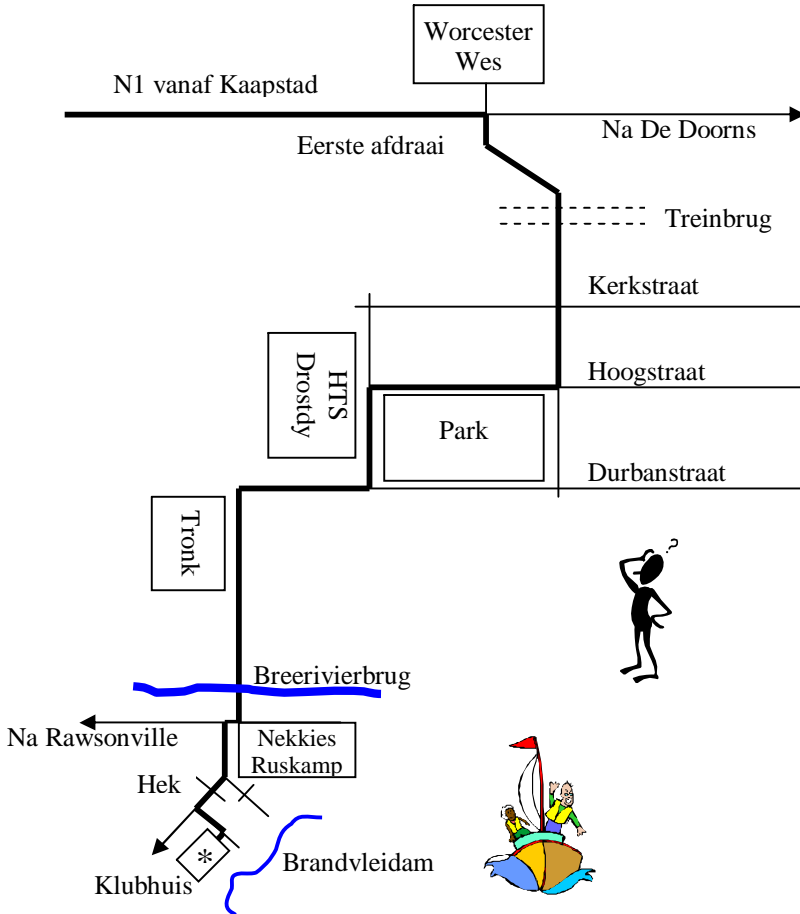 Worcester
Wes
N1 vanaf Kaapstad
Na De Doorns
Eerste afdraai
Treinbrug
Kerkstraat
HTS
Drostdy
Hoogstraat
Park
Durbanstraat
Tronk
?
Breerivierbrug
Na Rawsonville
Nekkies
Ruskamp
Hek
*
Brandvleidam
Klubhuis